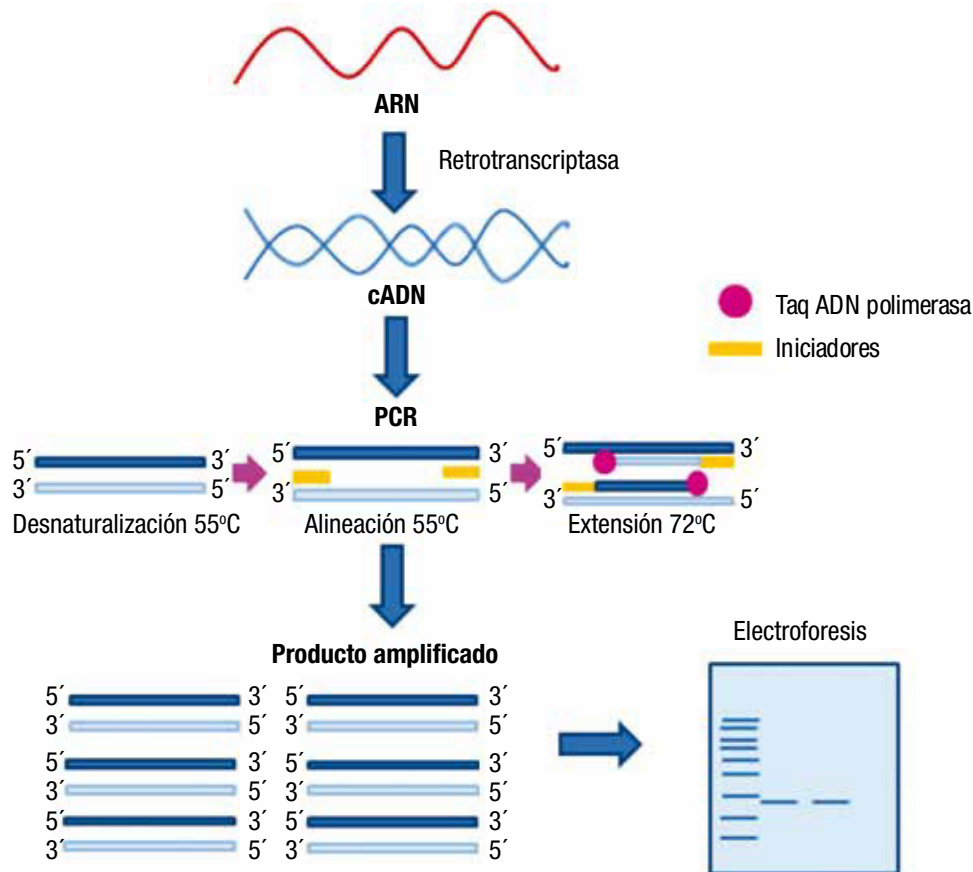 ARN
Retrotranscriptasa
cADN
Taq ADN polimerasa
Iniciadores
PCR
5´ 3´ 5´ 3´ 5´ 3´
3´ 5´ 3´ 5´ 3´ 5´
Desnaturalización 55ºC Alineación 55ºC Extensión 72ºC
Electroforesis
Producto amplificado
5´ 3´ 5´ 3´
3´ 5´ 3´ 5´
5´ 3´ 5´ 3´
3´ 5´ 3´ 5´
5´ 3´ 5´ 3´
3´ 5´ 3´ 5´